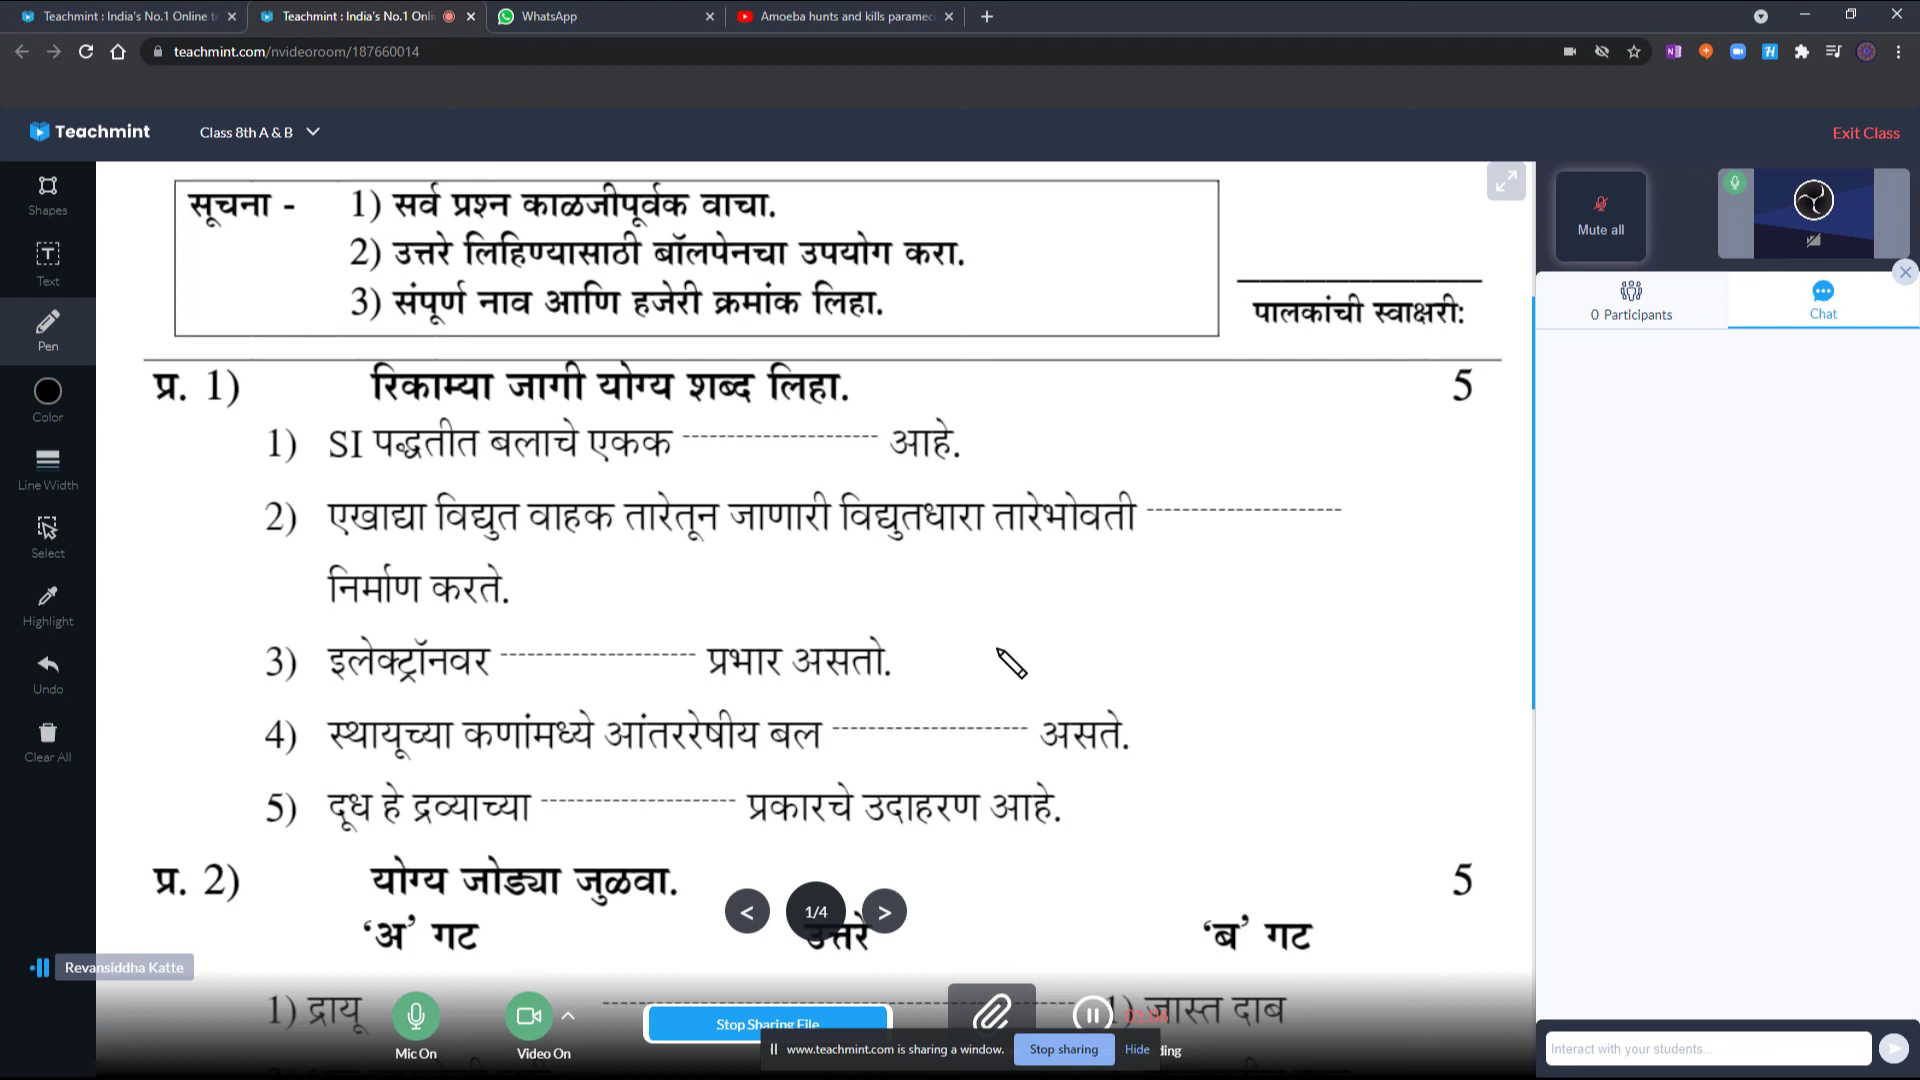 Teachmint : India's No.1 Online t
Teachmint : India's No.1 Onli
WhatsApp
Amoeba hunts and kills paramec
teachmint.com/nvideoroom/187660014
Teachmint
Class 8th A & B
Exit Class
Shapes
Text
Pen
Color
Line Width
Select
Highlight
Undo
Clear All
सूचना - 1) सर्व प्रश्न काळजीपूर्वक वाचा.
2) उत्तरे लिहिण्यासाठी बॉलपेनचा उपयोग करा.
3) संपूर्ण नाव आणि हजेरी क्रमांक लिहा.
पालकांची स्वाक्षरी:
प्र. 1) रिकाम्या जागी योग्य शब्द लिहा. 5
1) SI पद्धतीत बलाचे एकक -------------------- आहे.
2) एखाद्या विद्युत वाहक तारेतून जाणारी विद्युतधारा तारेभोवती --------------------
निर्माण करते.
3) इलेक्ट्रॉनवर -------------------- प्रभार असतो.
4) स्थायूच्या कणांमध्ये आंतररेषीय बल -------------------- असते.
5) दूध हे द्रव्याच्या -------------------- प्रकारचे उदाहरण आहे.
प्र. 2) योग्य जोड्या जुळवा. 5
< 1/4 >
‘अ’ गट उत्तरे ‘ब’ गट
Revansiddha Katte
1) द्रायू 1) जास्त दाब
Mic On
Video On
Stop Sharing File
www.teachmint.com is sharing a window.
Stop sharing
Hide
ding
Mute all
0 Participants
Chat
Interact with your students...